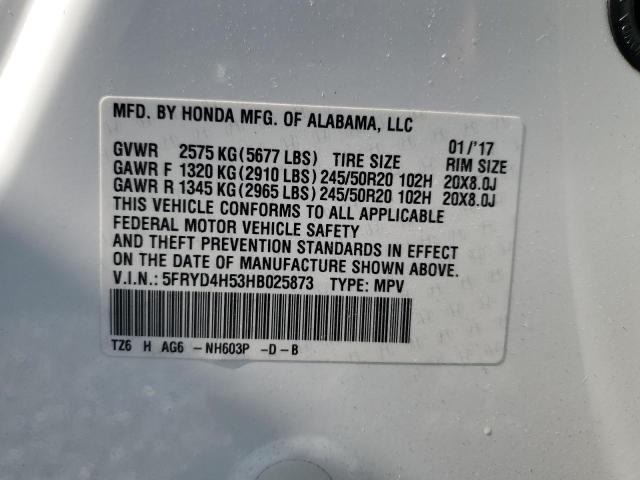 MFD. BY HONDA MFG. OF ALABAMA, LLC
GVWR 2575 KG(5677 LBS) TIRE SIZE 01/'17 RIM SIZE
GAWR F 1320 KG(2910 LBS)245/50R20 102H 20X8.0J
GAWR R 1345 KG(2965 LBS)245/50R20 102H 20X8.0J
THIS VEHICLE CONFORMS TO ALL APPLICABLE
FEDERAL MOTOR VEHICLE SAFETY
AND THEFT PREVENTION STANDARDS IN EFFECT
ON THE DATE OF MANUFACTURE SHOWN ABOVE.
V.I.N.: 5FRYD4H53HB025873 TYPE: MPV
TZ6 H AG6 -NH603P -D-B